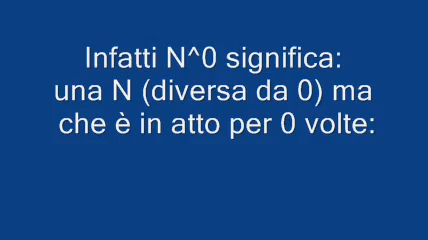 Infatti N^0 significa:
una N (diversa da 0) ma
che è in atto per 0 volte: